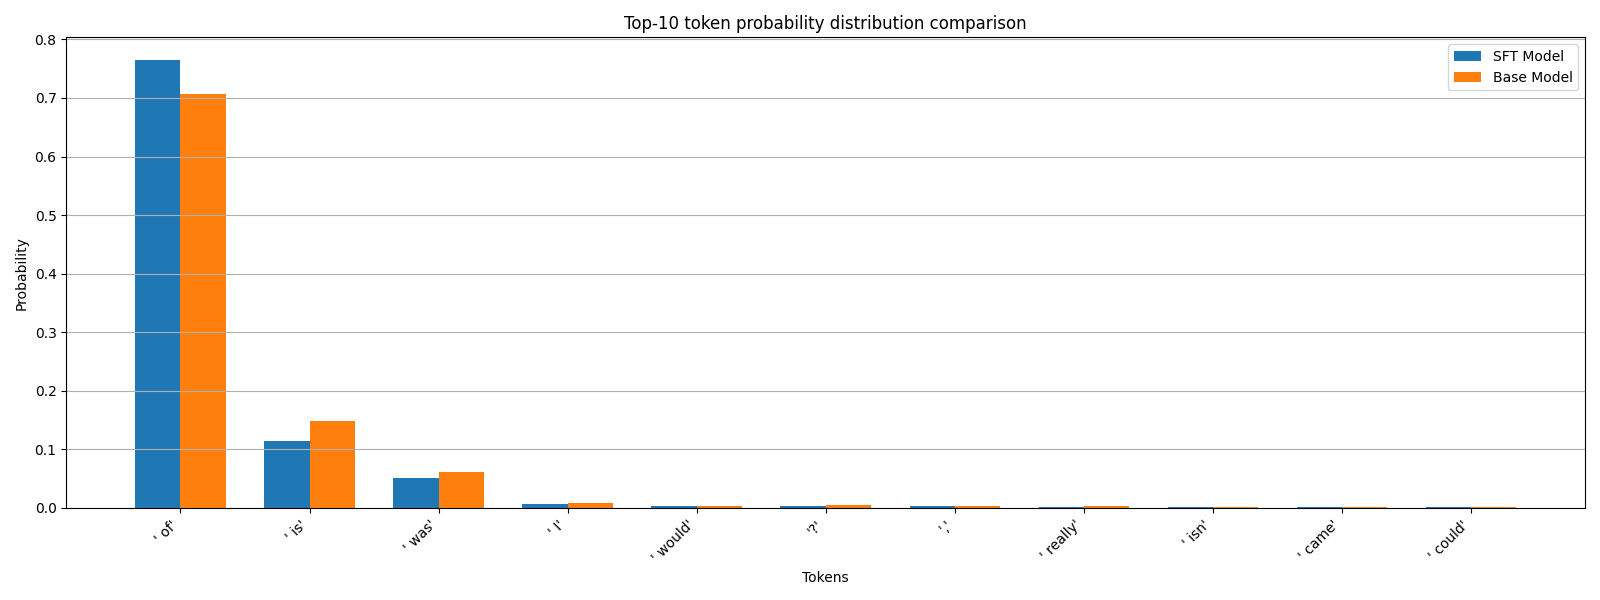 Top-10 token probability distribution comparison
SFT Model
Base Model
Probability
0.8
0.7
0.6
0.5
0.4
0.3
0.2
0.1
0.0
' of'
' is'
' was'
' I'
' would'
'?'
','
' really'
' isn'
' came'
' could'
Tokens